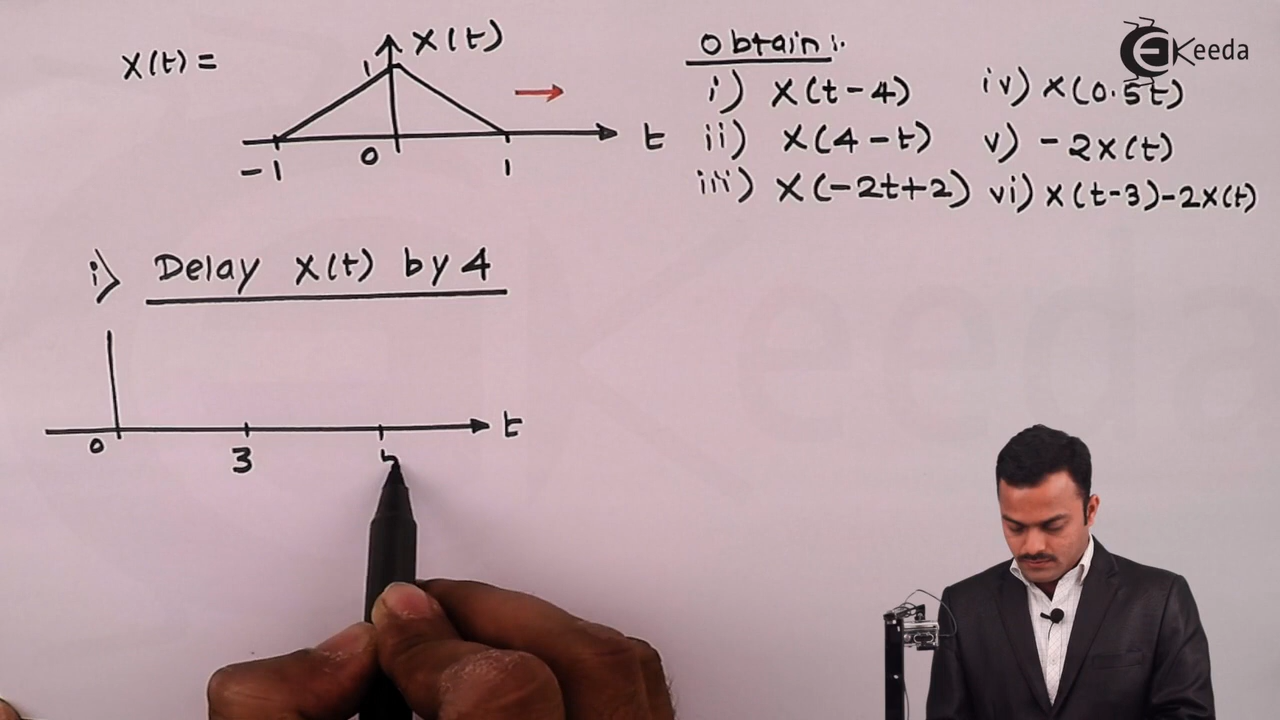 x(t) =
x(t)
1
-1
0
1
t
Obtain :-
i) x(t-4)
ii) x(4-t)
iii) x(-2t+2)
iv) x(0.5t)
v) -2x(t)
vi) x(t-3)-2x(t)
EKeeda
i) Delay x(t) by 4
0
3
t